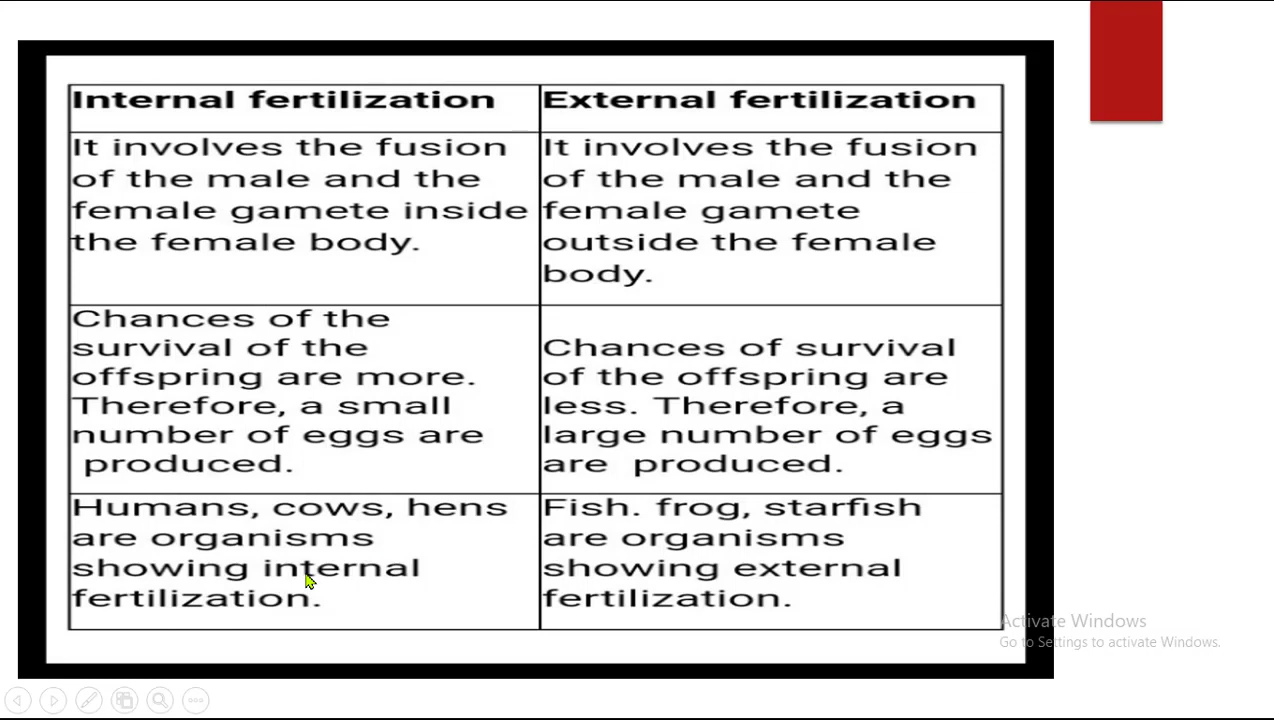 Internal fertilization
External fertilization
It involves the fusion
of the male and the
female gamete inside
the female body.
It involves the fusion
of the male and the
female gamete
outside the female
body.
Chances of the
survival of the
offspring are more.
Therefore, a small
number of eggs are
produced.
Chances of survival
of the offspring are
less. Therefore, a
large number of eggs
are produced.
Humans, cows, hens
are organisms
showing internal
fertilization.
Fish. frog, starfish
are organisms
showing external
fertilization.
Activate Windows
Go to Settings to activate Windows.